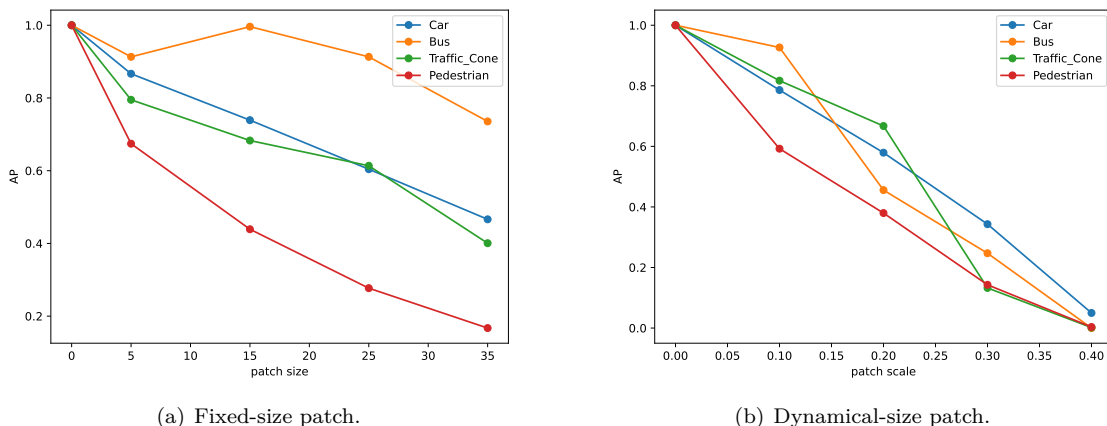 1.0
0.8
0.6
0.4
0.2
AP
0
5
10
15
20
25
30
35
patch size
Car
Bus
Traffic_Cone
Pedestrian
(a) Fixed-size patch.
1.0
0.8
0.6
0.4
0.2
0.0
AP
0.00
0.05
0.10
0.15
0.20
0.25
0.30
0.35
0.40
patch scale
Car
Bus
Traffic_Cone
Pedestrian
(b) Dynamical-size patch.